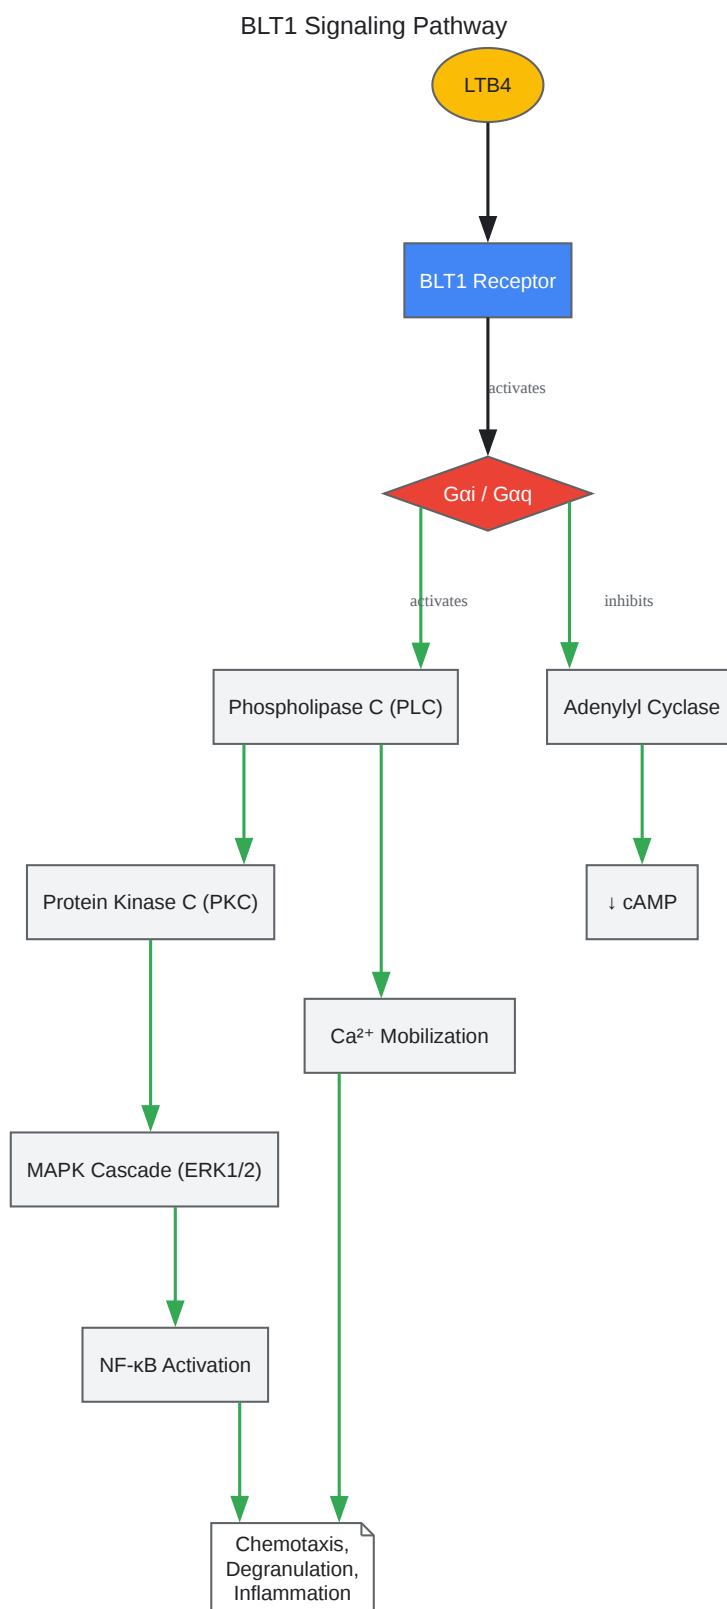 BLT1 Signaling Pathway
LTB4
BLT1 Receptor
activates
Gαi / Gαq
activates
inhibits
Phospholipase C (PLC)
Adenylyl Cyclase
Protein Kinase C (PKC)
↓ cAMP
Ca²⁺ Mobilization
MAPK Cascade (ERK1/2)
NF-κB Activation
Chemotaxis,
Degranulation,
Inflammation